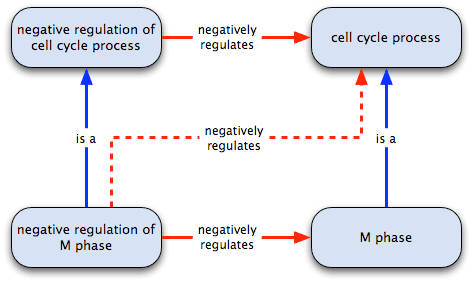 negative regulation of
cell cycle process
negatively
regulates
cell cycle process
is a
negatively
regulates
is a
negative regulation of
M phase
negatively
regulates
M phase